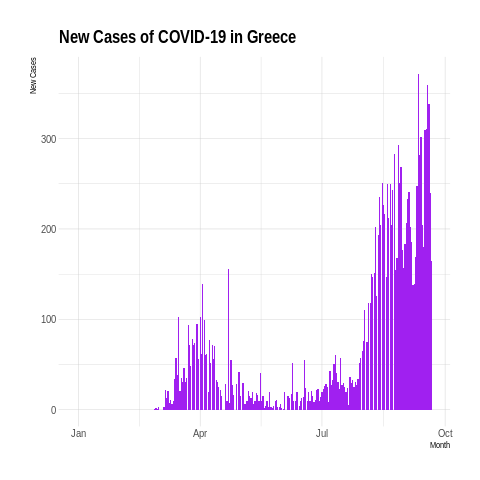 New Cases of COVID-19 in Greece
New Cases
300
200
100
0
Jan Apr Jul Oct
Month